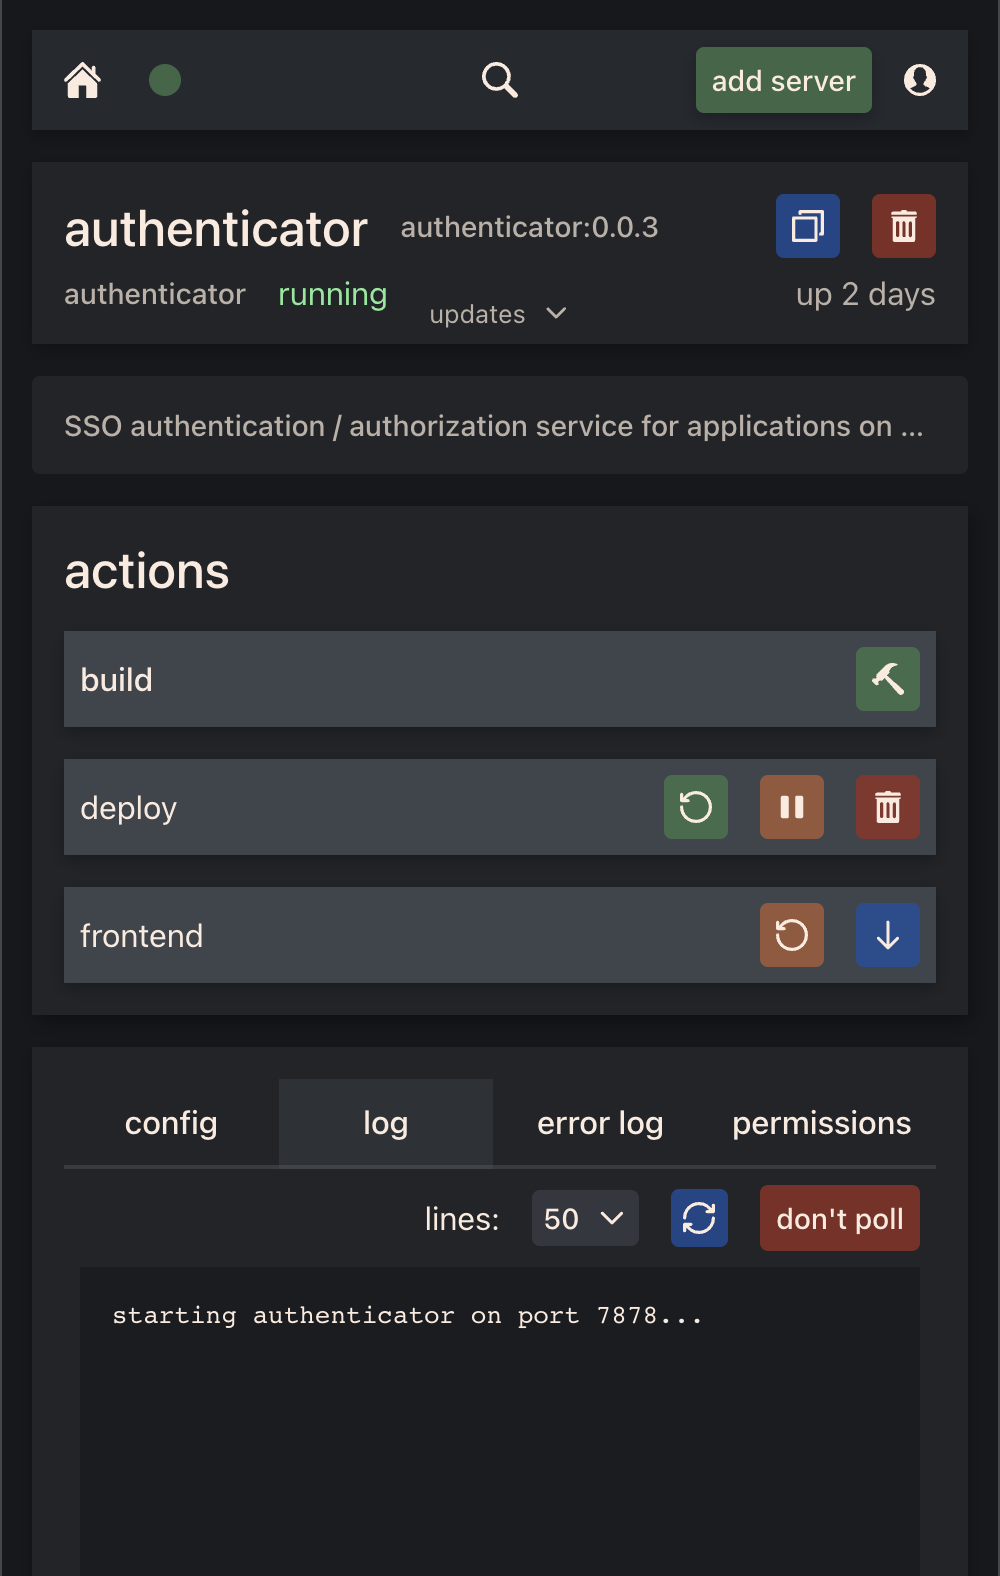 add server
authenticator authenticator:0.0.3
authenticator running updates up 2 days
SSO authentication / authorization service for applications on ...
actions
build
deploy
frontend
config log error log permissions
lines: 50 don't poll
starting authenticator on port 7878...